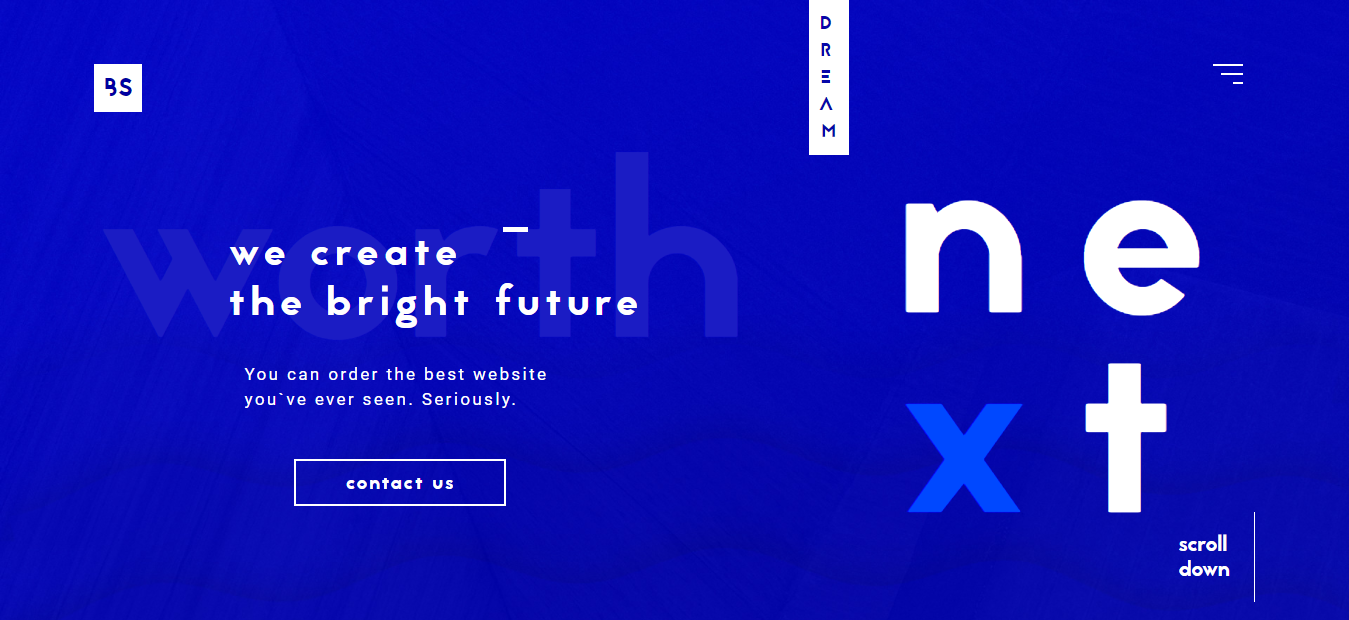 BS
DREAM
worth
we create
the bright future
You can order the best website
you`ve ever seen. Seriously.
contact us
ne
xt
scroll
down